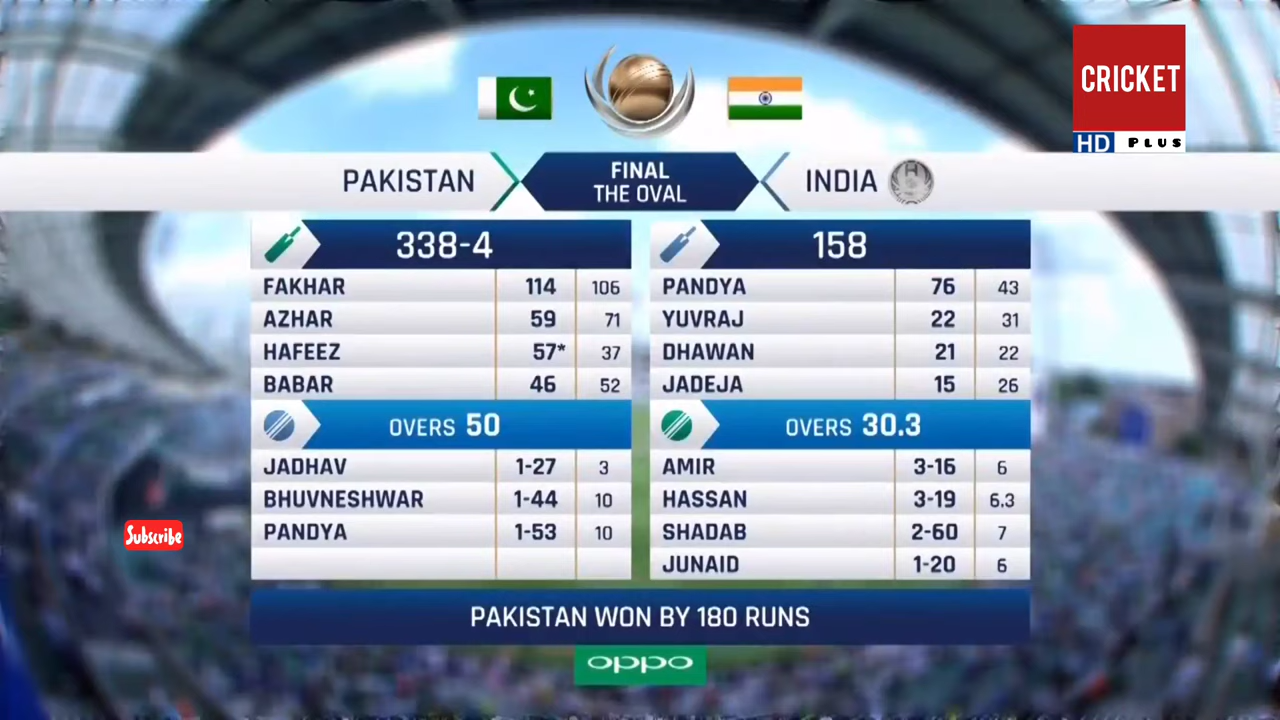 CRICKET
HD PLUS
PAKISTAN
FINAL
THE OVAL
INDIA
338-4
FAKHAR 114 106
AZHAR 59 71
HAFEEZ 57* 37
BABAR 46 52
OVERS 50
JADHAV 1-27 3
BHUVNESHWAR 1-44 10
PANDYA 1-53 10
158
PANDYA 76 43
YUVRAJ 22 31
DHAWAN 21 22
JADEJA 15 26
OVERS 30.3
AMIR 3-16 6
HASSAN 3-19 6.3
SHADAB 2-60 7
JUNAID 1-20 6
Subscribe
PAKISTAN WON BY 180 RUNS
oppo